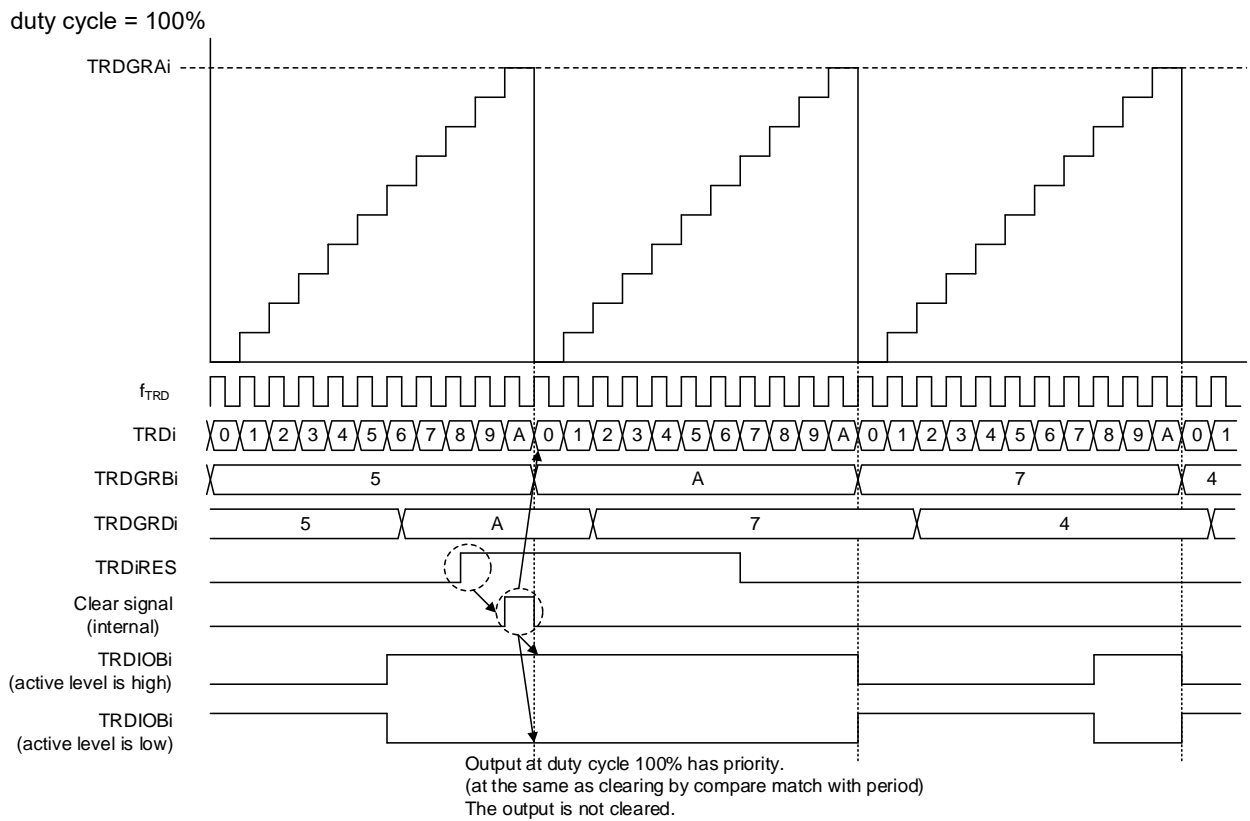 duty cycle = 100%
TRDGRAi
fTRD
TRDi 0 1 2 3 4 5 6 7 8 9 A 0 1 2 3 4 5 6 7 8 9 A 0 1 2 3 4 5 6 7 8 9 A 0 1
TRDGRBi 5 A 7 4
TRDGRDi 5 A 7 4
TRDiRES
Clear signal
(internal)
TRDIOBi
(active level is high)
TRDIOBi
(active level is low)
Output at duty cycle 100% has priority.
(at the same as clearing by compare match with period)
The output is not cleared.